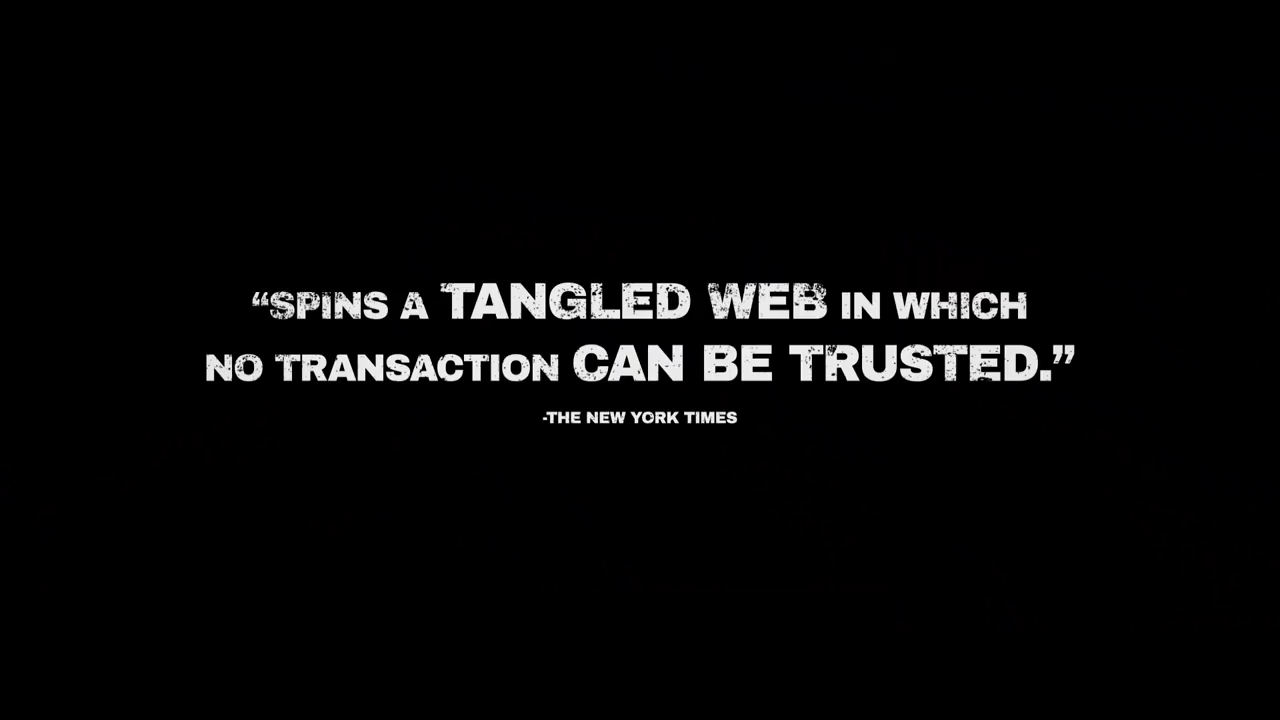 “SPINS A TANGLED WEB IN WHICH
NO TRANSACTION CAN BE TRUSTED.”
-THE NEW YORK TIMES